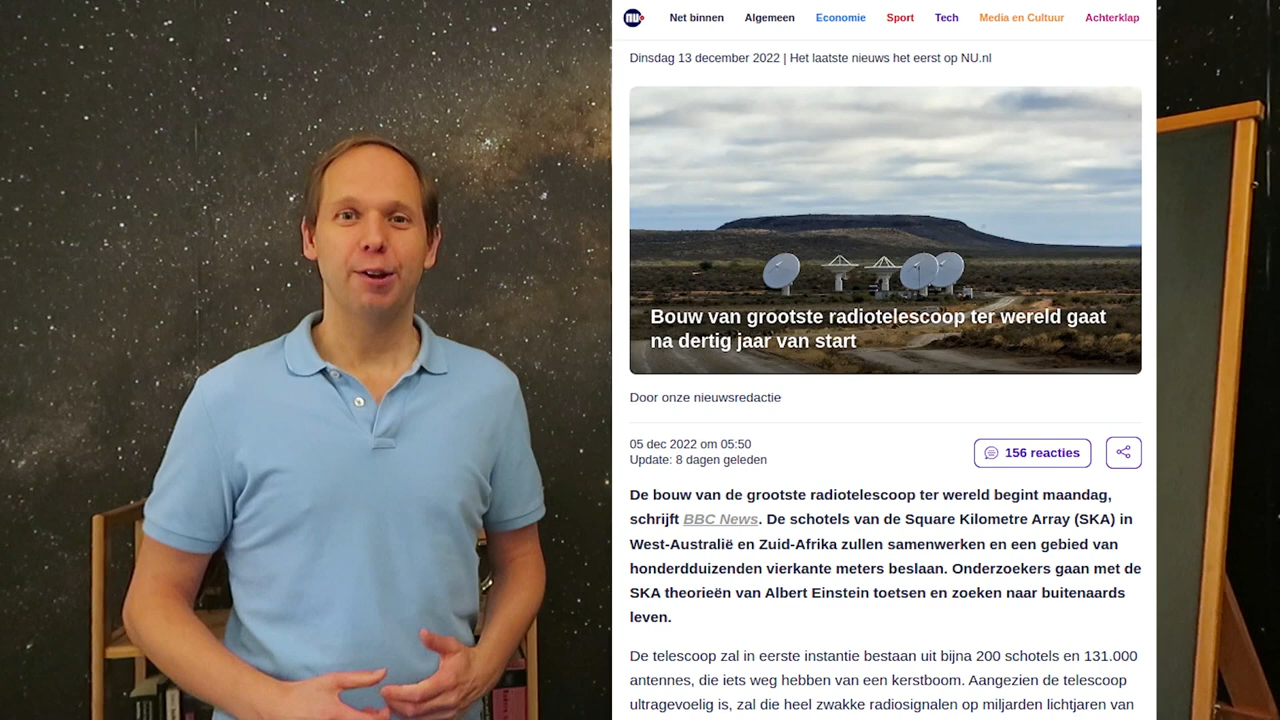 nu
Net binnen Algemeen Economie Sport Tech Media en Cultuur Achterklap
Dinsdag 13 december 2022 | Het laatste nieuws het eerst op NU.nl
Bouw van grootste radiotelescoop ter wereld gaat
na dertig jaar van start
Door onze nieuwsredactie
05 dec 2022 om 05:50
Update: 8 dagen geleden
156 reacties
De bouw van de grootste radiotelescoop ter wereld begint maandag,
schrijft BBC News. De schotels van de Square Kilometre Array (SKA) in
West-Australië en Zuid-Afrika zullen samenwerken en een gebied van
honderdduizenden vierkante meters beslaan. Onderzoekers gaan met de
SKA theorieën van Albert Einstein toetsen en zoeken naar buitenaards
leven.
De telescoop zal in eerste instantie bestaan uit bijna 200 schotels en 131.000
antennes, die iets weg hebben van een kerstboom. Aangezien de telescoop
ultragevoelig is, zal die heel zwakke radiosignalen op miljarden lichtjaren van